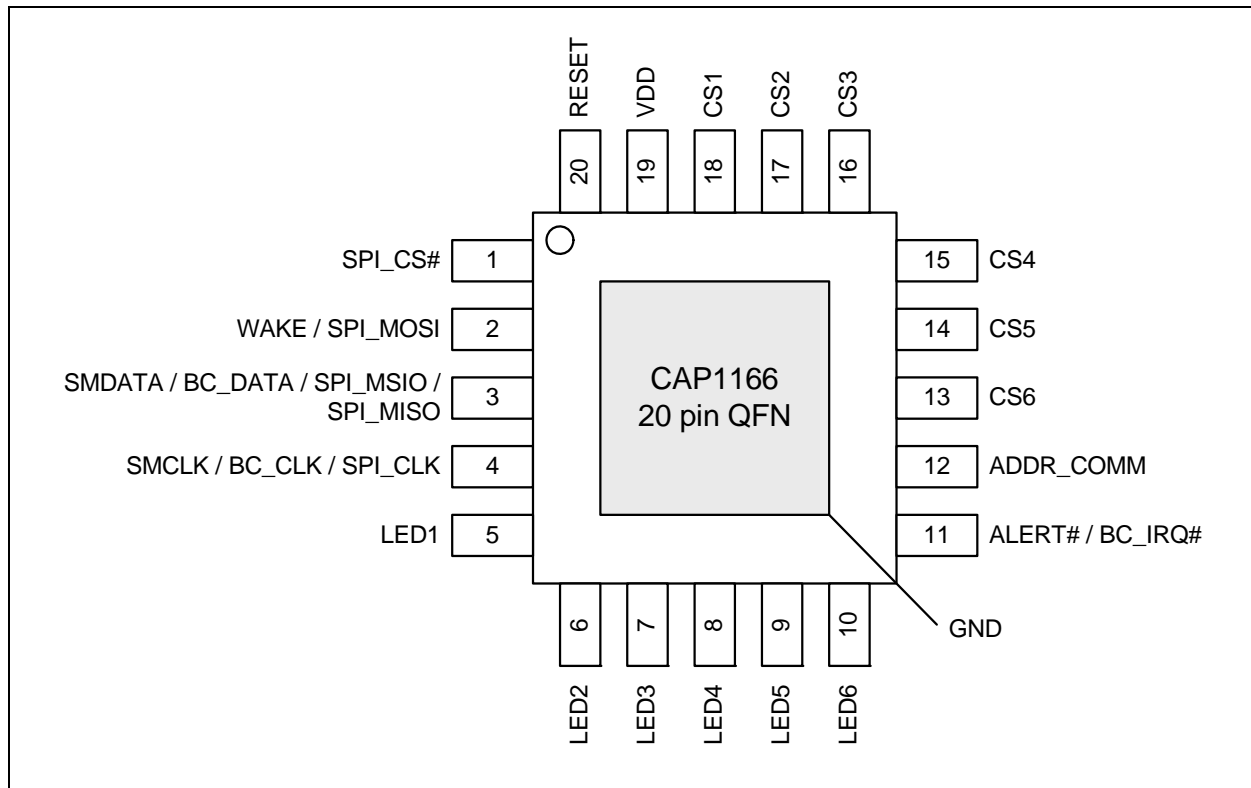 RESET
VDD
CS1
CS2
CS3
20
19
18
17
16
SPI_CS# 1
15 CS4
WAKE / SPI_MOSI 2
14 CS5
SMDATA / BC_DATA / SPI_MSIO /
SPI_MISO
3
CAP1166
20 pin QFN
13 CS6
SMCLK / BC_CLK / SPI_CLK 4
12 ADDR_COMM
LED1 5
11 ALERT# / BC_IRQ#
6
7
8
9
10
GND
LED2
LED3
LED4
LED5
LED6